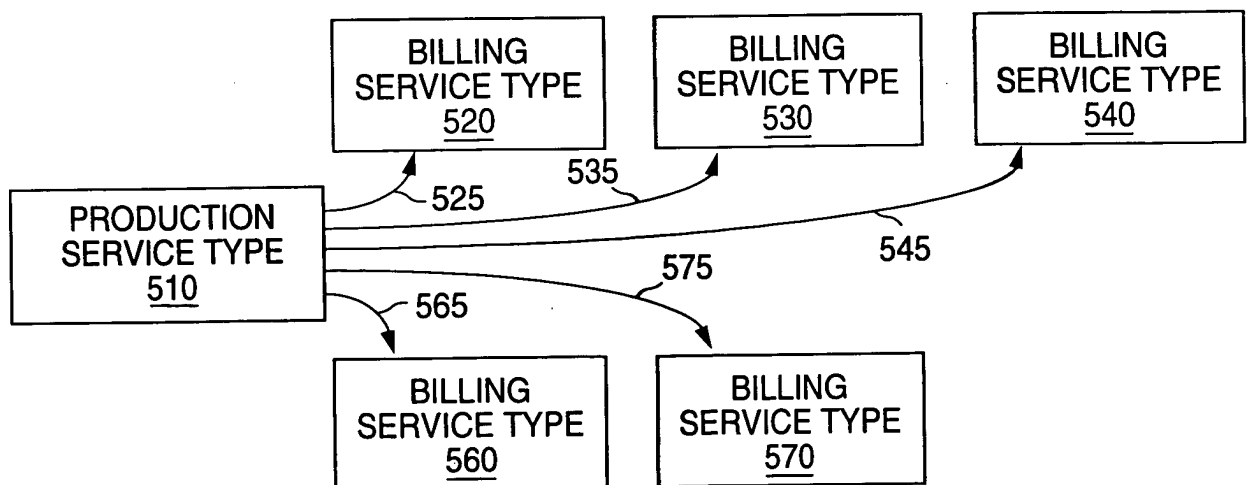 BILLING
SERVICE TYPE
520
BILLING
SERVICE TYPE
530
BILLING
SERVICE TYPE
540
535
525
PRODUCTION
SERVICE TYPE
510
545
575
565
BILLING
SERVICE TYPE
560
BILLING
SERVICE TYPE
570